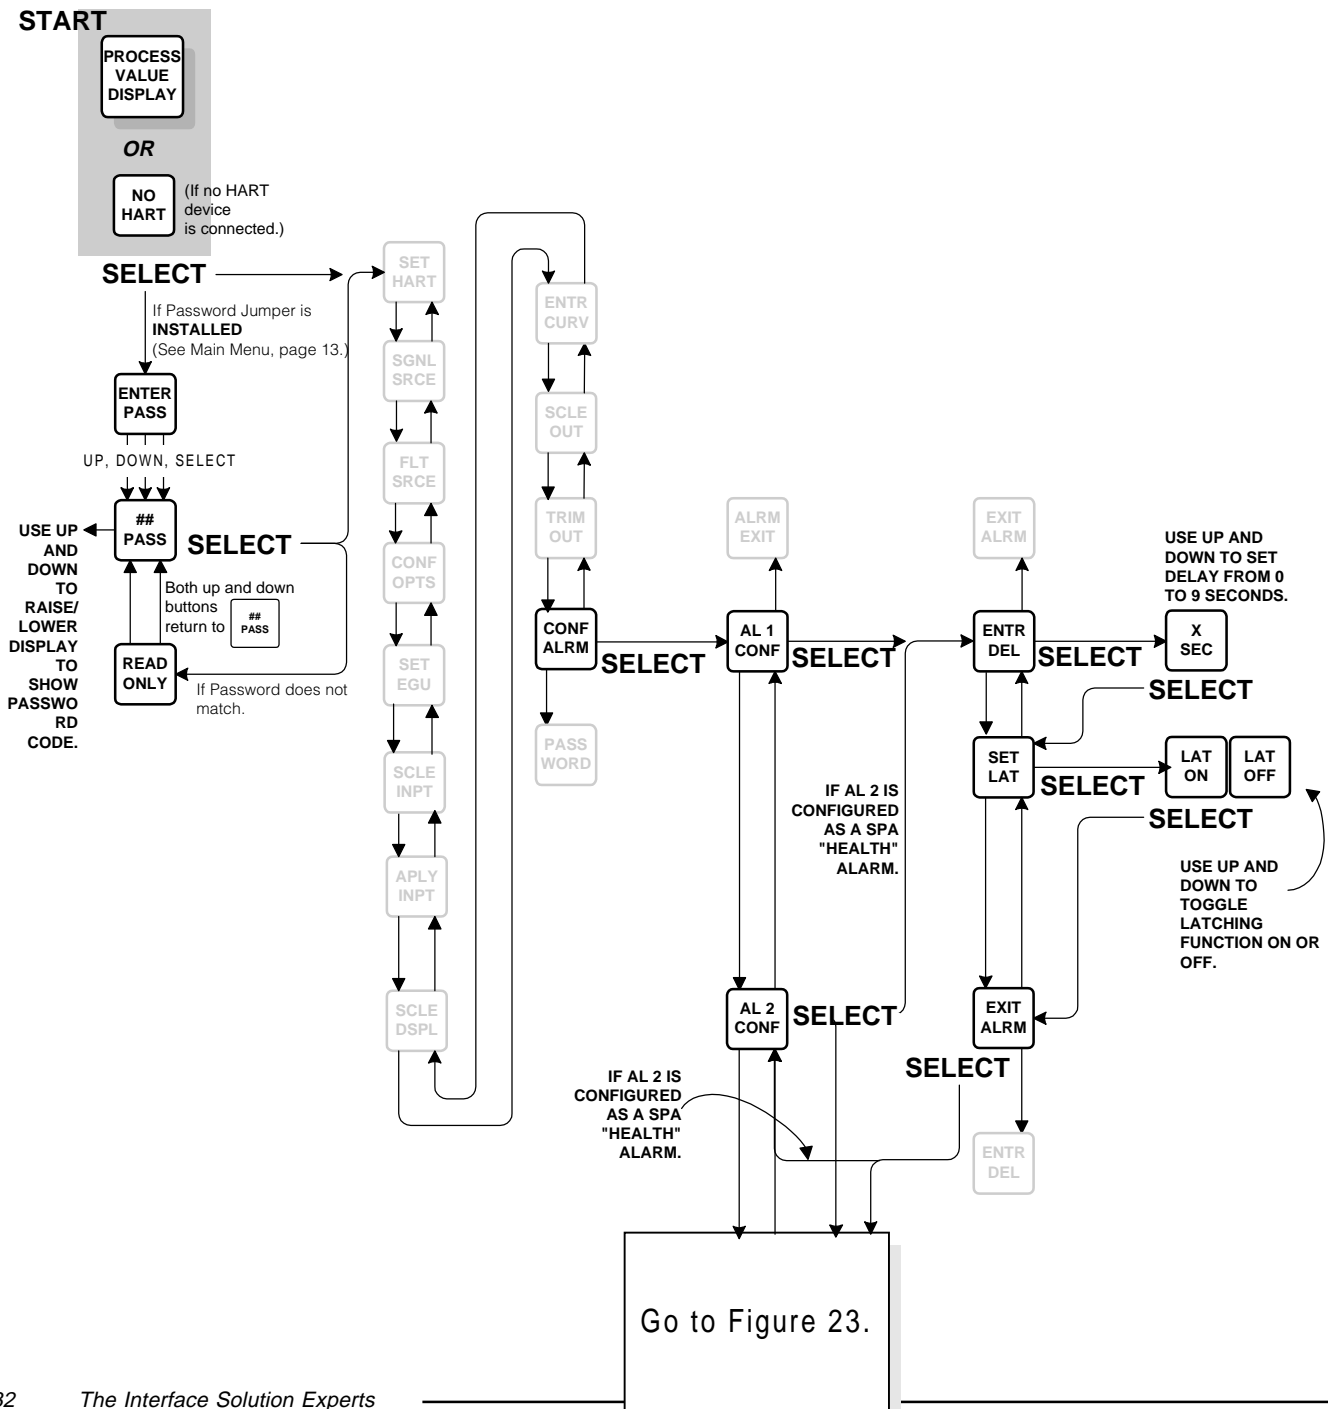 START
PROCESS
VALUE
DISPLAY
OR
NO
HART
(If no HART
device
is connected.)
SELECT
If Password Jumper is
INSTALLED
(See Main Menu, page 13.)
ENTER
PASS
UP, DOWN, SELECT
##
PASS
SELECT
USE UP
AND
DOWN
TO
RAISE/
LOWER
DISPLAY
TO
SHOW
PASSWO
RD
CODE.
Both up and down
buttons
return to
##
PASS
READ
ONLY
If Password does not
match.
SET
HART
SGNL
SRCE
FLT
SRCE
CONF
OPTS
SET
EGU
SCLE
INPT
APLY
INPT
SCLE
DSPL
ENTR
CURV
SCLE
OUT
TRIM
OUT
CONF
ALRM
SELECT
PASS
WORD
ALRM
EXIT
AL 1
CONF
SELECT
IF AL 2 IS
CONFIGURED
AS A SPA
"HEALTH"
ALARM.
AL 2
CONF
SELECT
IF AL 2 IS
CONFIGURED
AS A SPA
"HEALTH"
ALARM.
EXIT
ALRM
ENTR
DEL
SELECT
USE UP AND
DOWN TO SET
DELAY FROM 0
TO 9 SECONDS.
X
SEC
SELECT
SET
LAT
SELECT
LAT
ON
LAT
OFF
SELECT
USE UP AND
DOWN TO
TOGGLE
LATCHING
FUNCTION ON OR
OFF.
EXIT
ALRM
SELECT
ENTR
DEL
Go to Figure 23.
32 The Interface Solution Experts